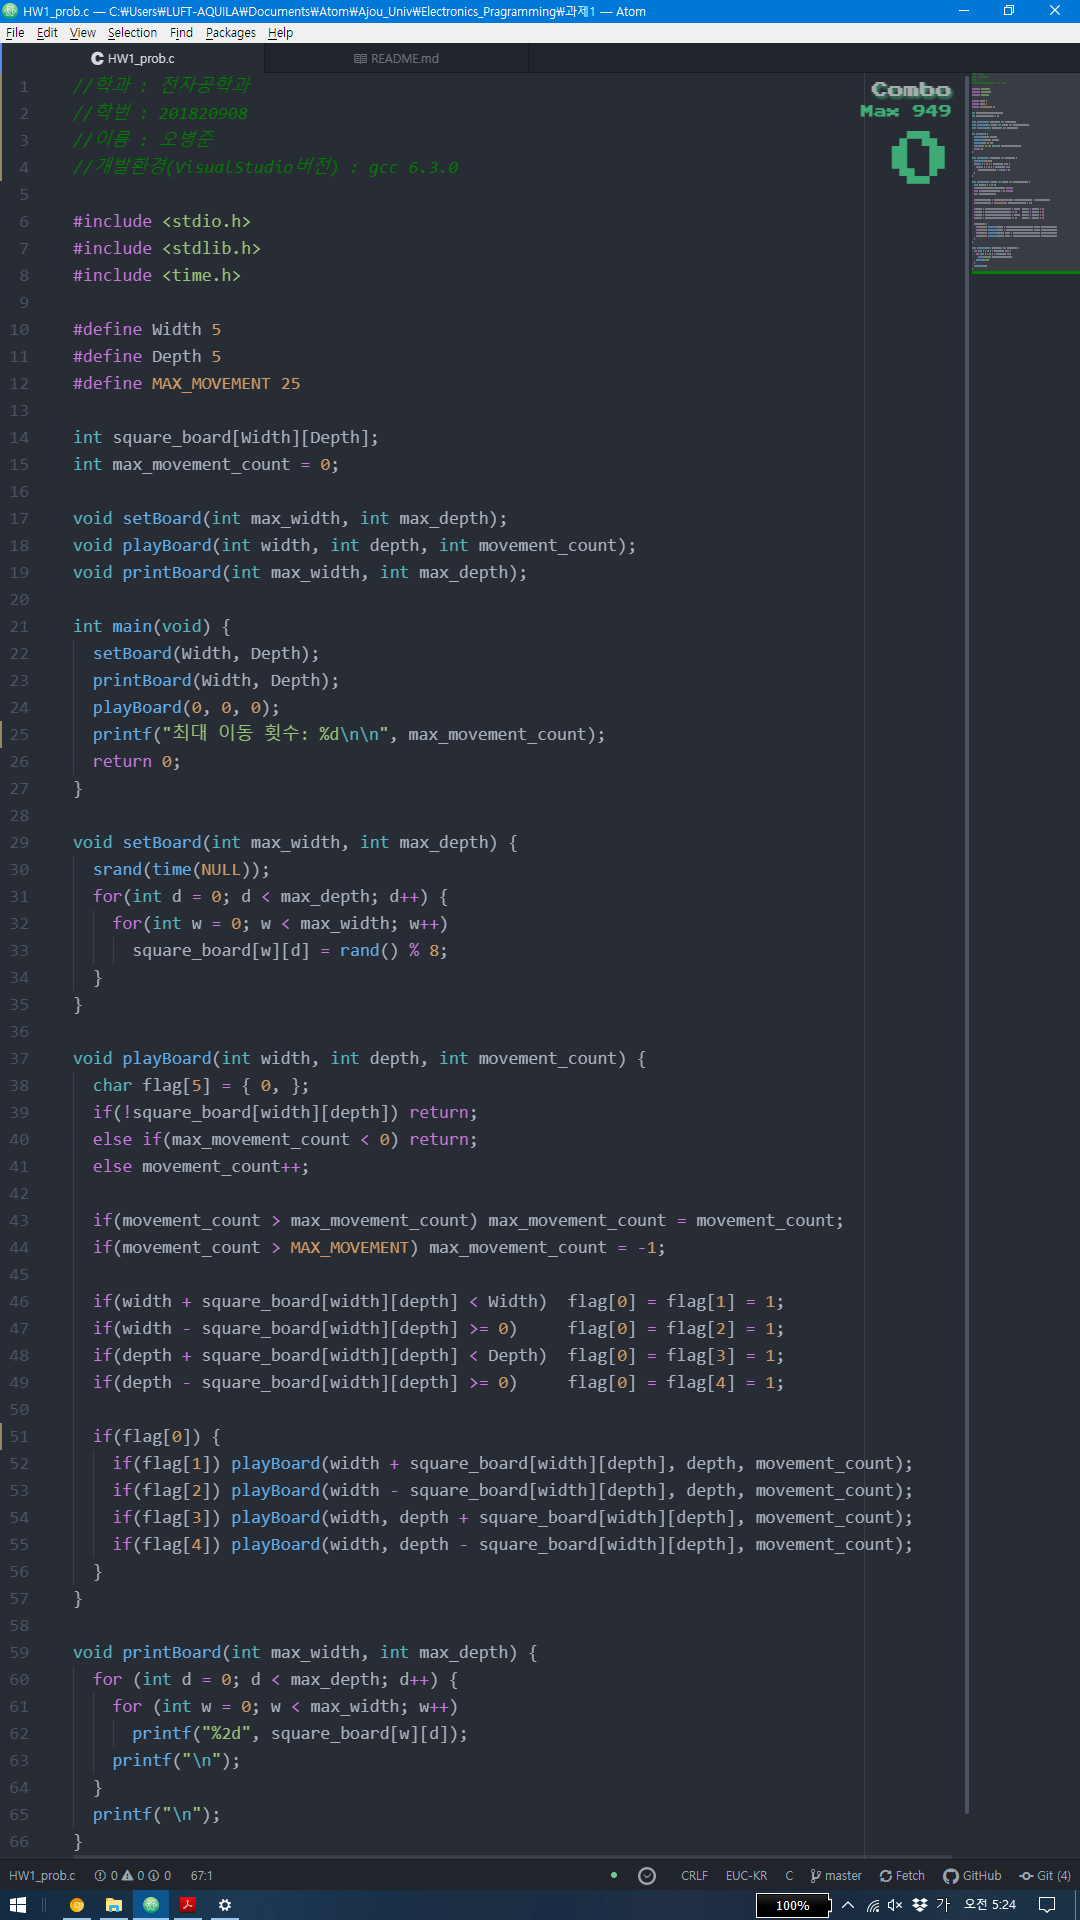 HW1_prob.c — C:\Users\LUFT-AQUILA\Documents\Atom\Ajou_Univ\Electronics_Pragramming\과제1 — Atom
File Edit View Selection Find Packages Help
HW1_prob.c README.md
1 //학과 : 전자공학과
2 //학번 : 201820908
3 //이름 : 오병준
4 //개발환경(VisualStudio버전) : gcc 6.3.0
5
6 #include <stdio.h>
7 #include <stdlib.h>
8 #include <time.h>
9
10 #define Width 5
11 #define Depth 5
12 #define MAX_MOVEMENT 25
13
14 int square_board[Width][Depth];
15 int max_movement_count = 0;
16
17 void setBoard(int max_width, int max_depth);
18 void playBoard(int width, int depth, int movement_count);
19 void printBoard(int max_width, int max_depth);
20
21 int main(void) {
22   setBoard(Width, Depth);
23   printBoard(Width, Depth);
24   playBoard(0, 0, 0);
25   printf("최대 이동 횟수: %d\n\n", max_movement_count);
26   return 0;
27 }
28
29 void setBoard(int max_width, int max_depth) {
30   srand(time(NULL));
31   for(int d = 0; d < max_depth; d++) {
32     for(int w = 0; w < max_width; w++)
33       square_board[w][d] = rand() % 8;
34   }
35 }
36
37 void playBoard(int width, int depth, int movement_count) {
38   char flag[5] = { 0, };
39   if(!square_board[width][depth]) return;
40   else if(max_movement_count < 0) return;
41   else movement_count++;
42
43   if(movement_count > max_movement_count) max_movement_count = movement_count;
44   if(movement_count > MAX_MOVEMENT) max_movement_count = -1;
45
46   if(width + square_board[width][depth] < Width)  flag[0] = flag[1] = 1;
47   if(width - square_board[width][depth] >= 0)     flag[0] = flag[2] = 1;
48   if(depth + square_board[width][depth] < Depth)  flag[0] = flag[3] = 1;
49   if(depth - square_board[width][depth] >= 0)     flag[0] = flag[4] = 1;
50
51   if(flag[0]) {
52     if(flag[1]) playBoard(width + square_board[width][depth], depth, movement_count);
53     if(flag[2]) playBoard(width - square_board[width][depth], depth, movement_count);
54     if(flag[3]) playBoard(width, depth + square_board[width][depth], movement_count);
55     if(flag[4]) playBoard(width, depth - square_board[width][depth], movement_count);
56   }
57 }
58
59 void printBoard(int max_width, int max_depth) {
60   for (int d = 0; d < max_depth; d++) {
61     for (int w = 0; w < max_width; w++)
62       printf("%2d", square_board[w][d]);
63     printf("\n");
64   }
65   printf("\n");
66 }
Combo
Max 949
0
HW1_prob.c 0 0 0 67:1 CRLF EUC-KR C master Fetch GitHub Git (4)
100% 가 오전 5:24